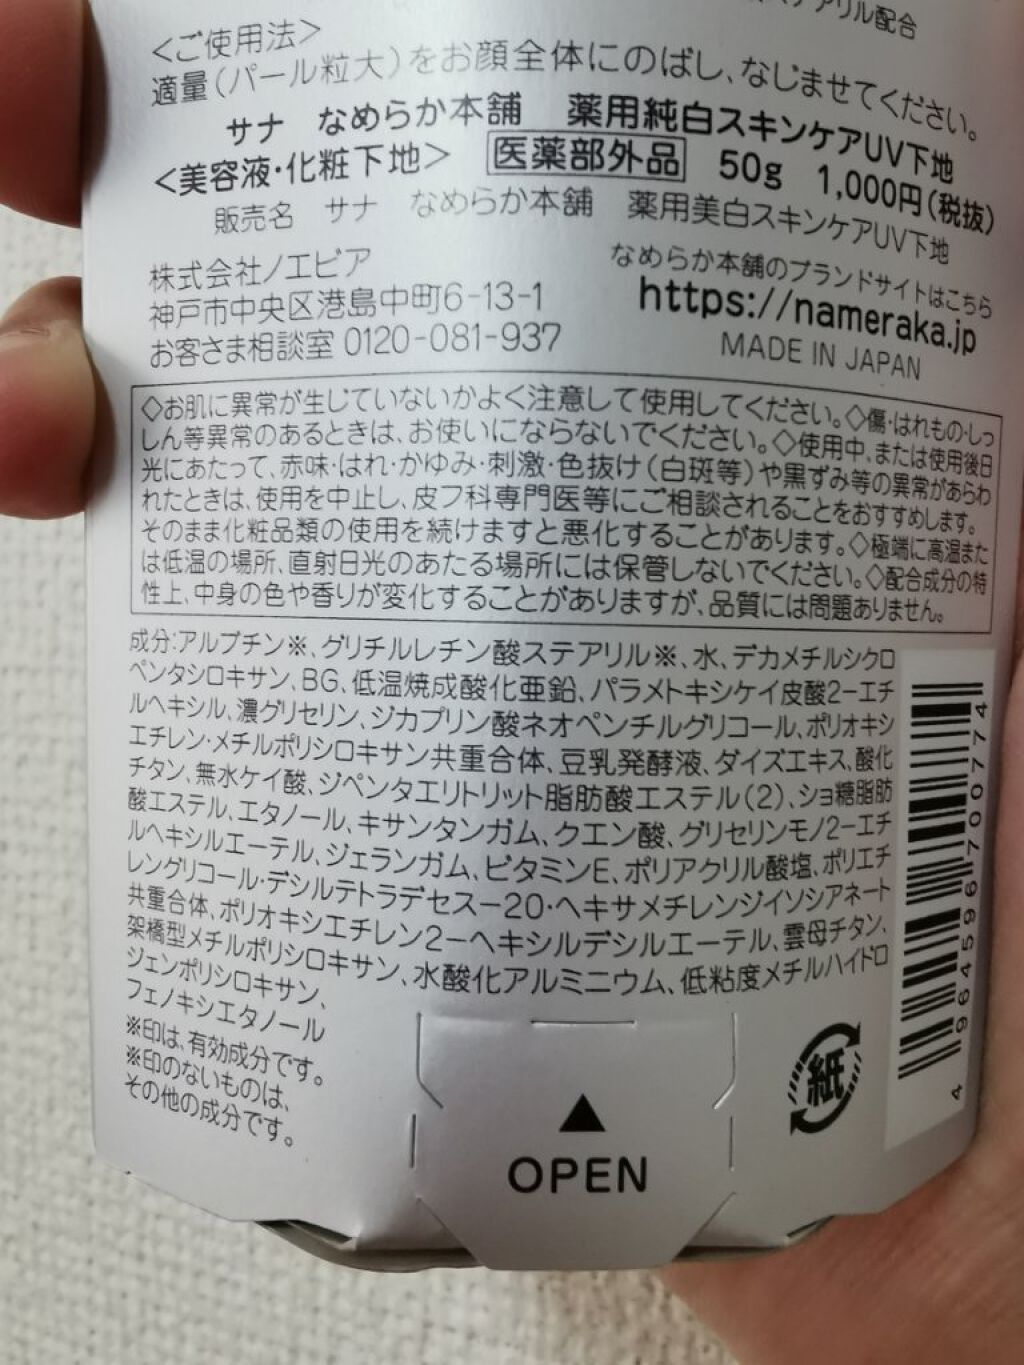 テアリル配合
<ご使用法>
適量(パール粒大)をお顔全体にのばし、なじませてください。
サナ なめらか本舗 薬用純白スキンケアUV下地
<美容液・化粧下地> 医薬部外品 50g 1,000円(税抜)
販売名 サナ なめらか本舗 薬用美白スキンケアUV下地
株式会社ノエビア
神戸市中央区港島中町6-13-1
お客さま相談室 0120-081-937
なめらか本舗のブランドサイトはこちら
https://nameraka.jp
MADE IN JAPAN
◇お肌に異常が生じていないかよく注意して使用してください。◇傷・はれもの・しっ
しん等異常のあるときは、お使いにならないでください。◇使用中、または使用後日
光にあたって、赤味・はれ・かゆみ・刺激・色抜け(白斑等)や黒ずみ等の異常があらわ
れたときは、使用を中止し、皮フ科専門医等にご相談されることをおすすめします。
そのまま化粧品類の使用を続けますと悪化することがあります。◇極端に高温また
は低温の場所、直射日光のあたる場所には保管しないでください。◇配合成分の特
性上、中身の色や香りが変化することがありますが、品質には問題ありません。
成分:アルブチン※、グリチルレチン酸ステアリル※、水、デカメチルシクロ
ペンタシロキサン、BG、低温焼成酸化亜鉛、パラメトキシケイ皮酸2-エチ
ルヘキシル、濃グリセリン、ジカプリン酸ネオペンチルグリコール、ポリオキシ
エチレン・メチルポリシロキサン共重合体、豆乳発酵液、ダイズエキス、酸化
チタン、無水ケイ酸、ジペンタエリトリット脂肪酸エステル(2)、ショ糖脂肪
酸エステル、エタノール、キサンタンガム、クエン酸、グリセリンモノ2-エチ
ルヘキシルエーテル、ジェランガム、ビタミンE、ポリアクリル酸塩、ポリエチ
レングリコール・デシルテトラデセス-20・ヘキサメチレンジイソシアネート
共重合体、ポリオキシエチレン2-ヘキシルデシルエーテル、雲母チタン、
架橋型メチルポリシロキサン、水酸化アルミニウム、低粘度メチルハイドロ
ジェンポリシロキサン、
フェノキシエタノール
※印は、有効成分です。
※印のないものは、
その他の成分です。
4 964596 700774
紙
OPEN